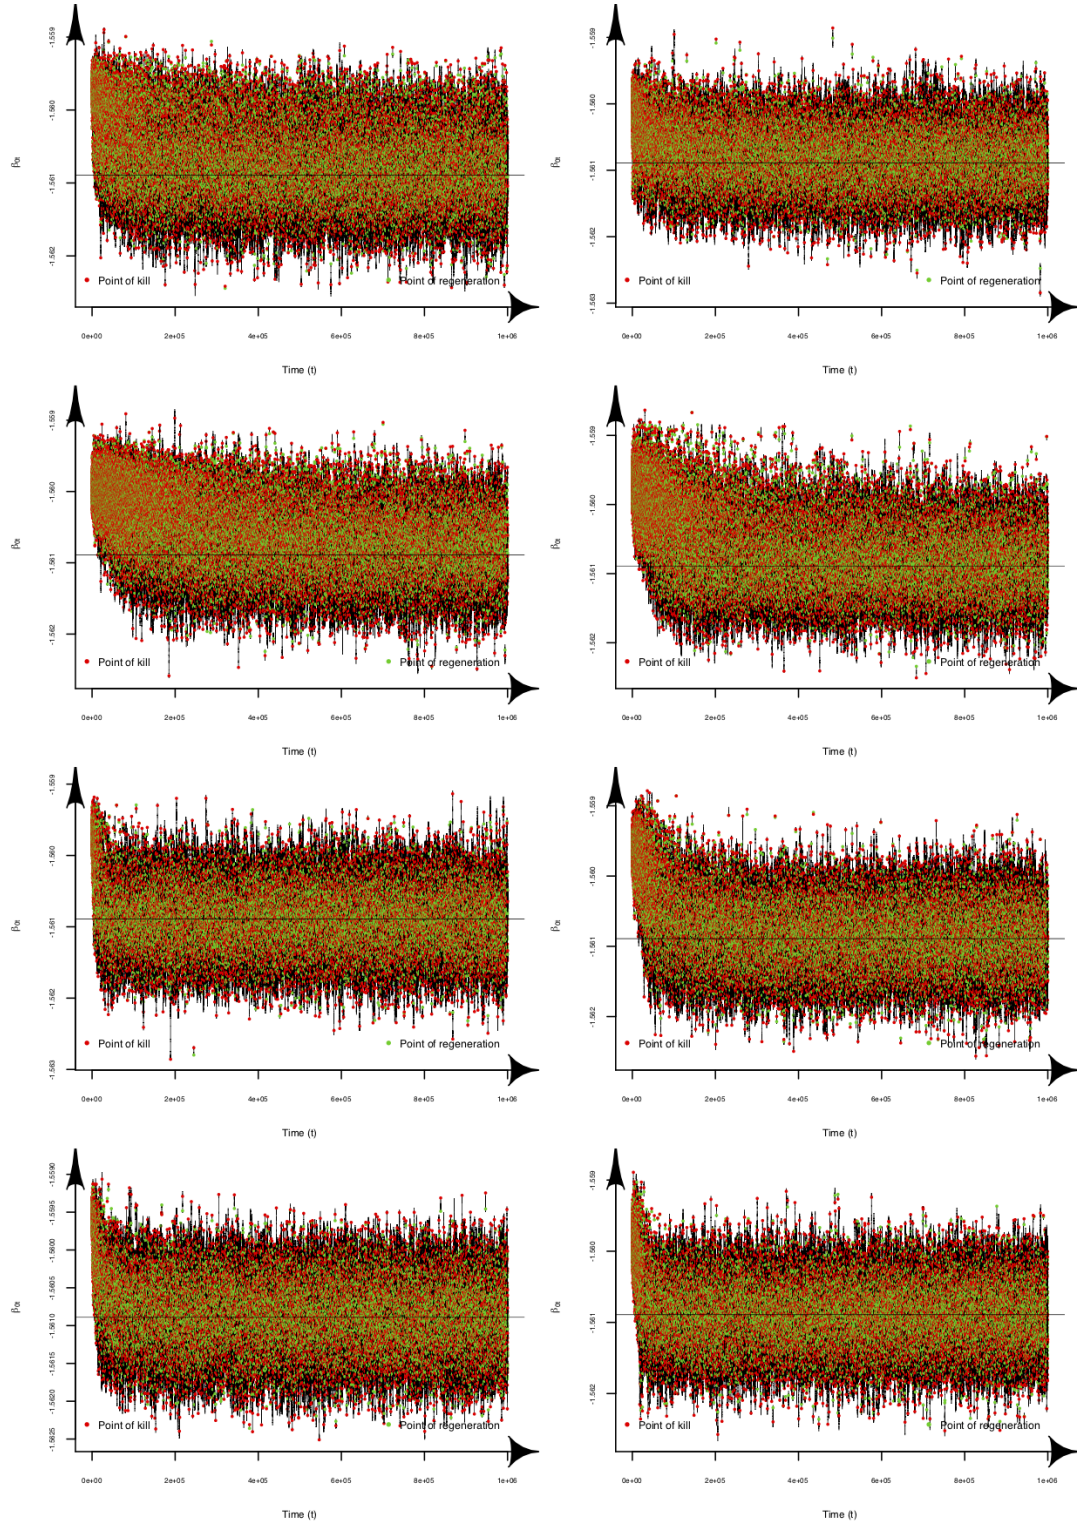 -1.559 -1.560 -1.561 -1.562
β0t
Point of kill Point of regeneration
0e+00 2e+05 4e+05 6e+05 8e+05 1e+06
Time (t)
-1.559 -1.560 -1.561 -1.562 -1.563
β0t
Point of kill Point of regeneration
0e+00 2e+05 4e+05 6e+05 8e+05 1e+06
Time (t)
-1.559 -1.560 -1.561 -1.562
β0t
Point of kill Point of regeneration
0e+00 2e+05 4e+05 6e+05 8e+05 1e+06
Time (t)
-1.559 -1.560 -1.561 -1.562
β0t
Point of kill Point of regeneration
0e+00 2e+05 4e+05 6e+05 8e+05 1e+06
Time (t)
-1.559 -1.560 -1.561 -1.562 -1.563
β0t
Point of kill Point of regeneration
0e+00 2e+05 4e+05 6e+05 8e+05 1e+06
Time (t)
-1.559 -1.560 -1.561 -1.562
β0t
Point of kill Point of regeneration
0e+00 2e+05 4e+05 6e+05 8e+05 1e+06
Time (t)
-1.5590 -1.5595 -1.5600 -1.5605 -1.5610 -1.5615 -1.5620 -1.5625
β0t
Point of kill Point of regeneration
0e+00 2e+05 4e+05 6e+05 8e+05 1e+06
Time (t)
-1.559 -1.560 -1.561 -1.562
β0t
Point of kill Point of regeneration
0e+00 2e+05 4e+05 6e+05 8e+05 1e+06
Time (t)